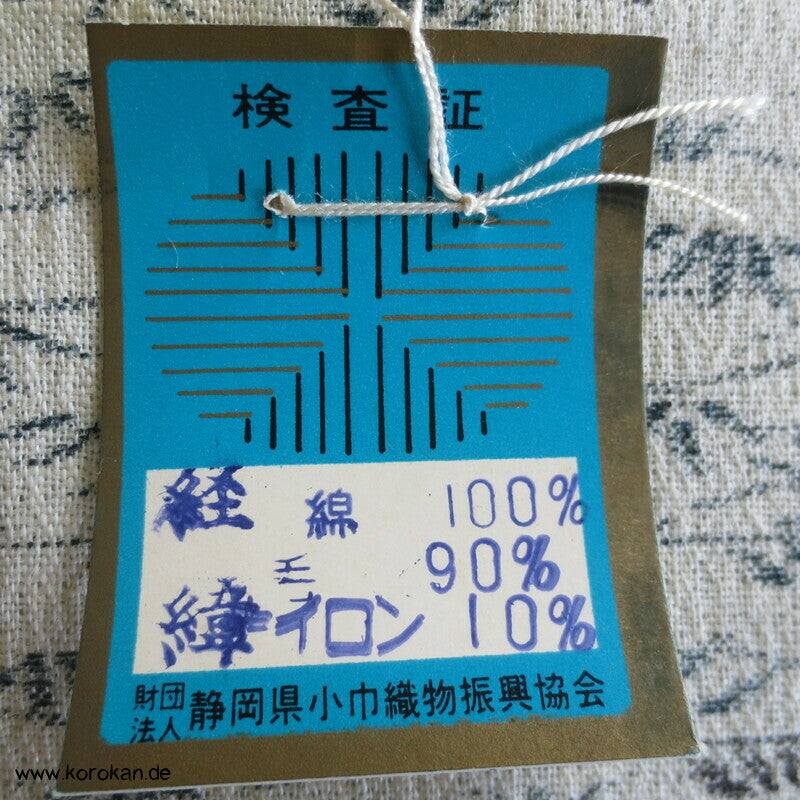 検査証
経 綿 100%
90%
緯 ナイロン 10%
財団法人 静岡県小巾織物振興協会
www.korokan.de